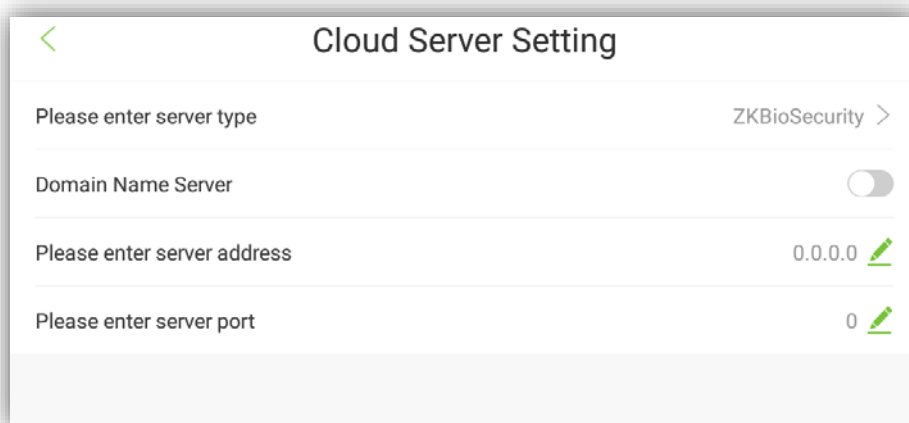 Cloud Server Setting
Please enter server type ZKBioSecurity
Domain Name Server
Please enter server address 0.0.0.0
Please enter server port 0